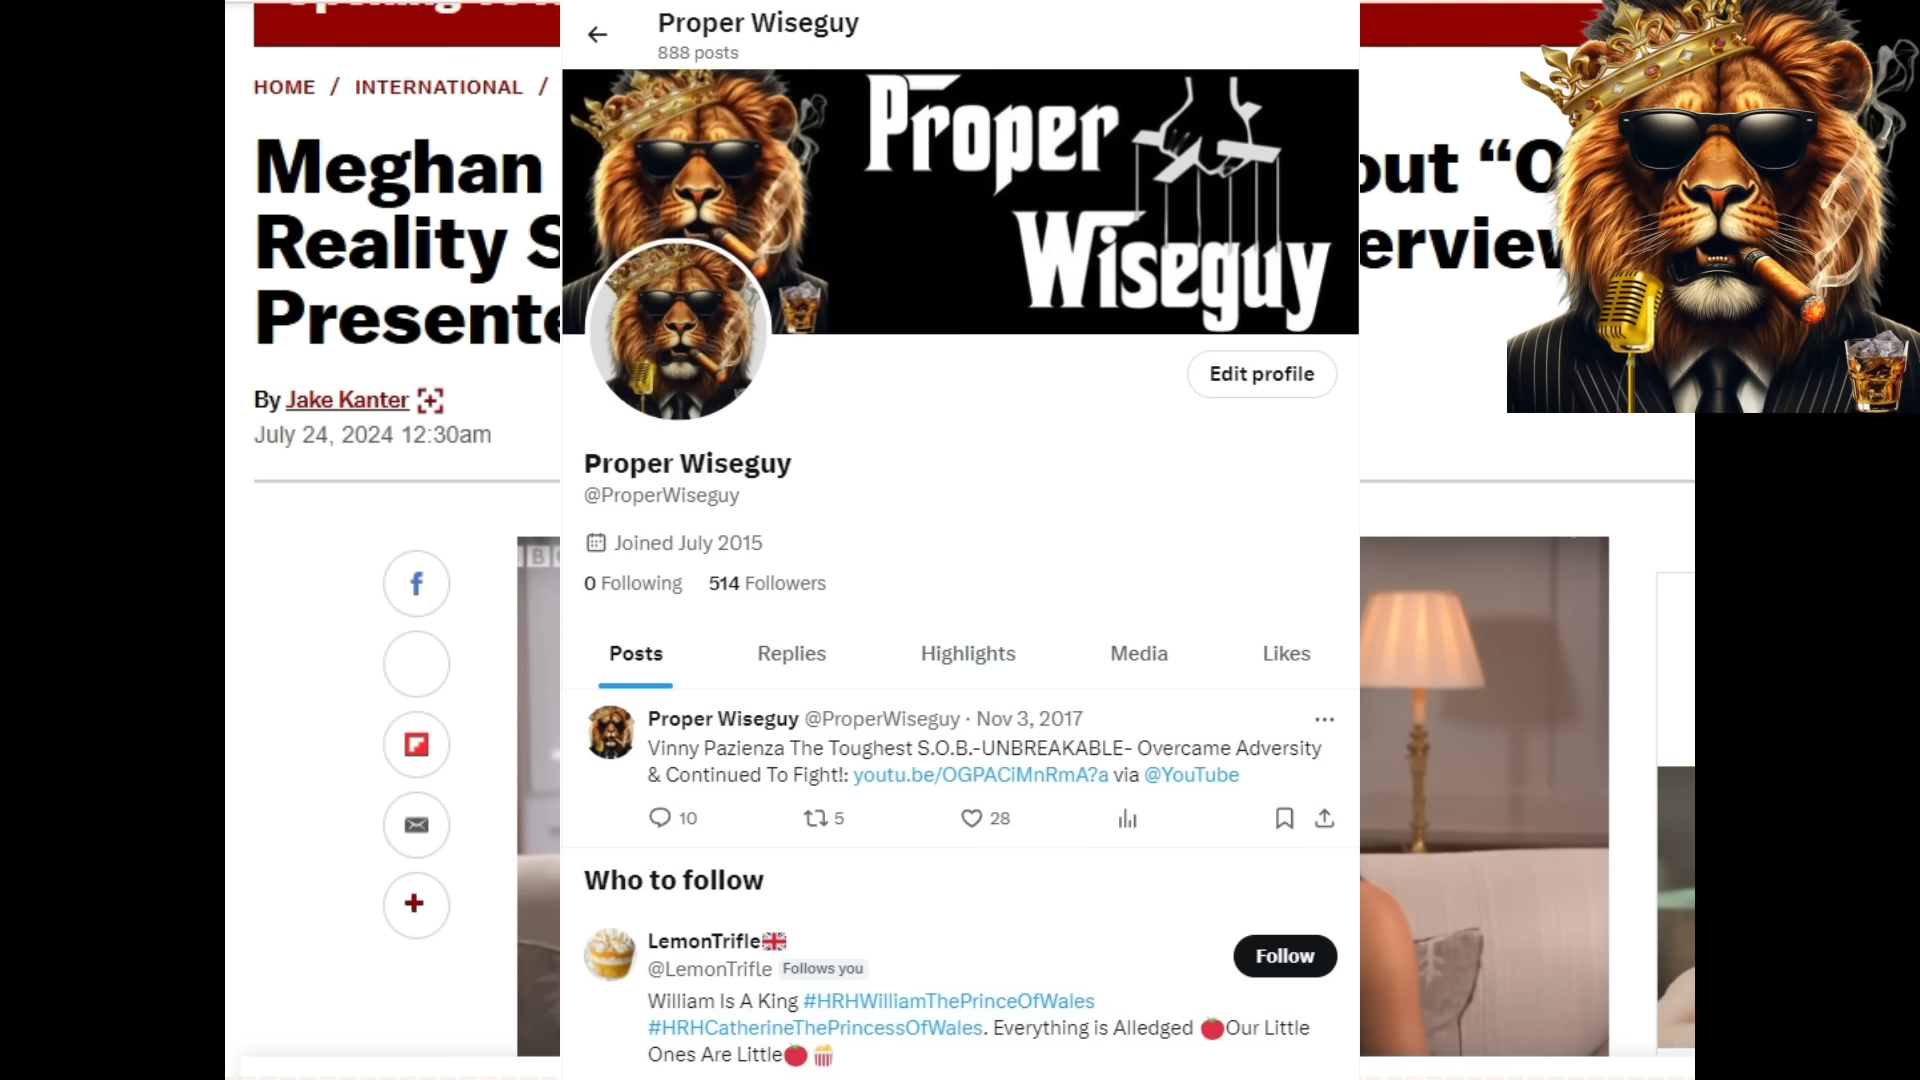 HOME / INTERNATIONAL /
Meghan
out “O
Reality S
Presente
By Jake Kanter
July 24, 2024 12:30am
Proper Wiseguy
888 posts
Proper
Wiseguy
Edit profile
Proper Wiseguy
@ProperWiseguy
Joined July 2015
0 Following 514 Followers
Posts Replies Highlights Media Likes
Proper Wiseguy @ProperWiseguy · Nov 3, 2017
Vinny Pazienza The Toughest S.O.B.-UNBREAKABLE- Overcame Adversity
& Continued To Fight!: youtu.be/OGPACiMnRmA?a via @YouTube
10 5 28
Who to follow
LemonTrifle🇬🇧
@LemonTrifle Follows you
Follow
William Is A King #HRHWilliamThePrinceOfWales
#HRHCatherineThePrincessOfWales. Everything is Alledged 🍅Our Little
Ones Are Little🍅🍿